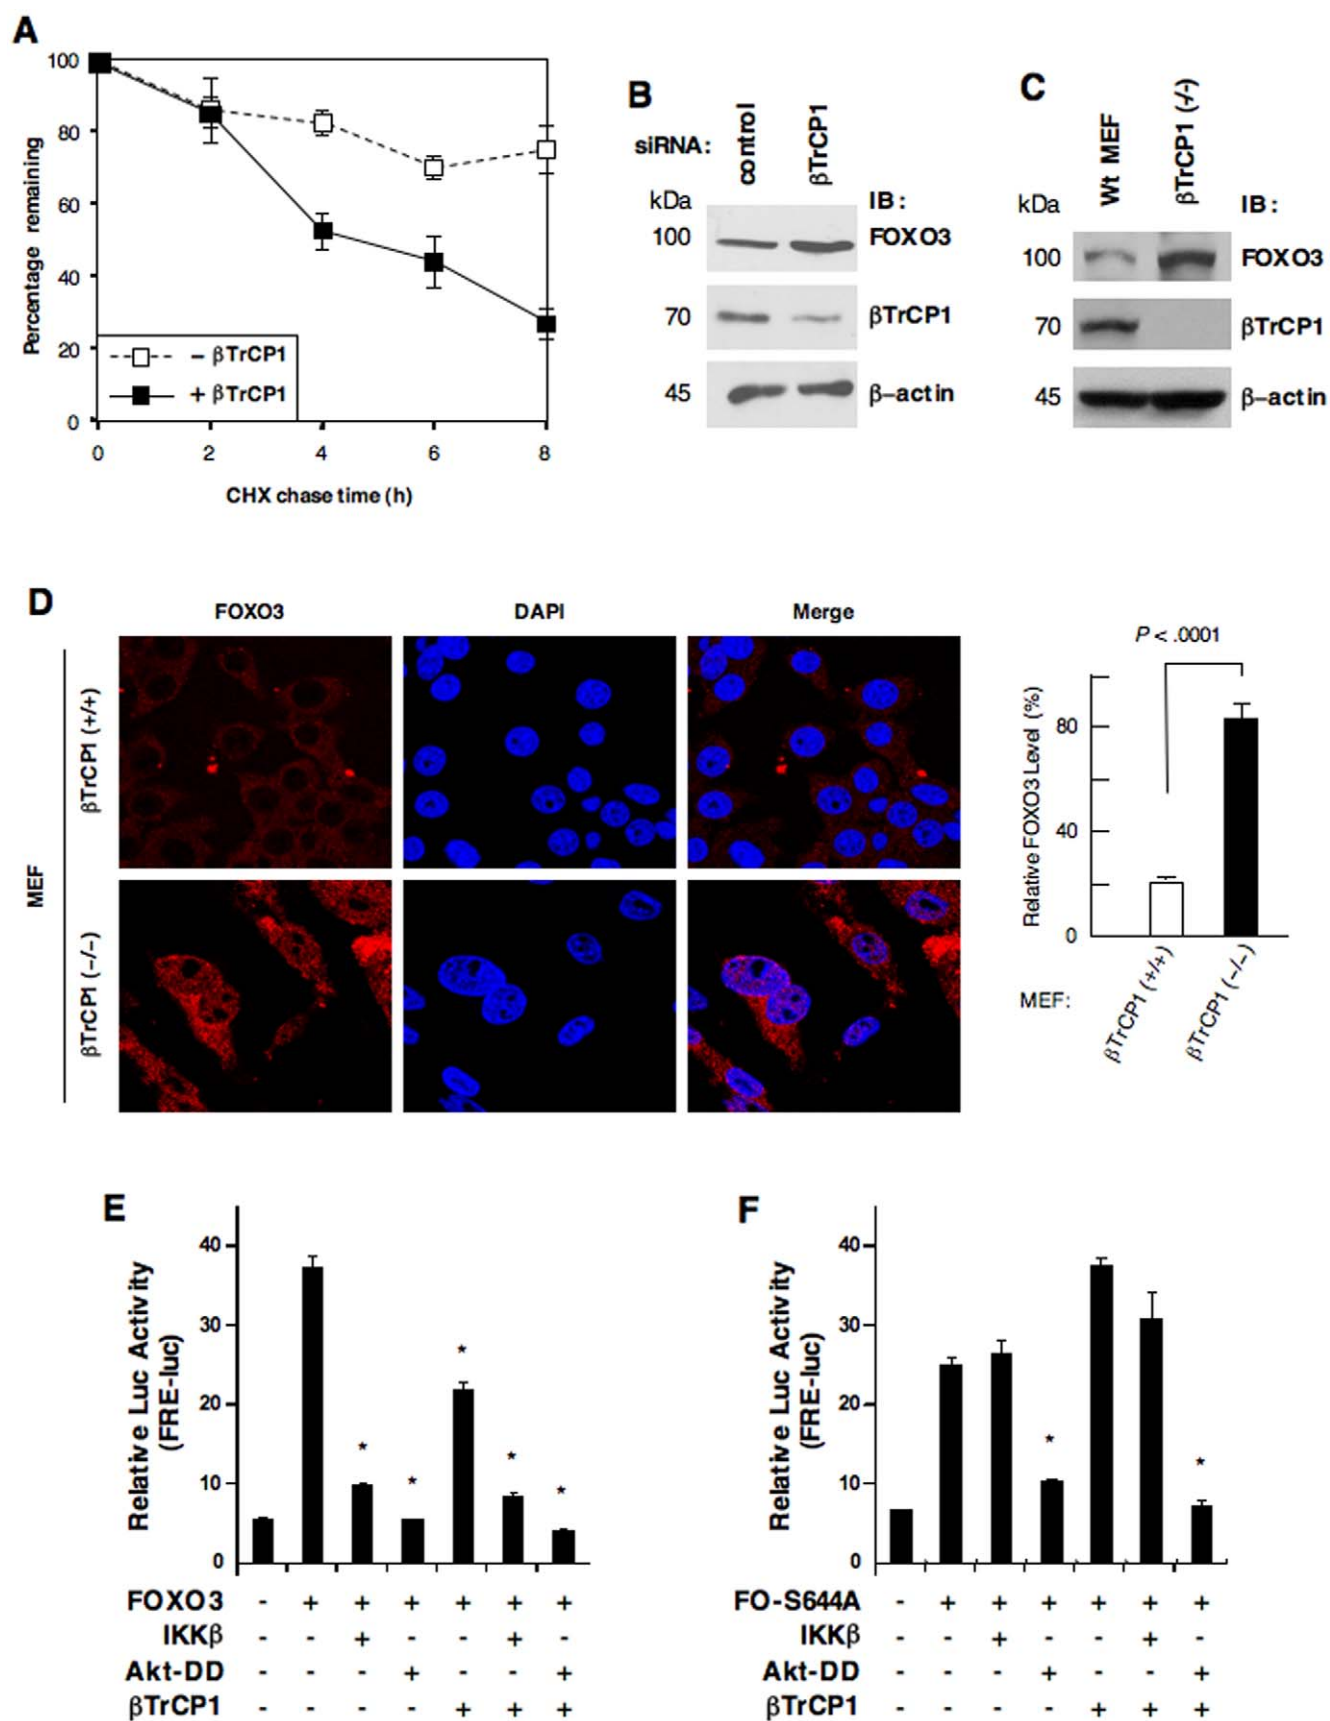 A
Percentage remaining
100
80
60
40
20
0
- βTrCP1
+ βTrCP1
0 2 4 6 8
CHX chase time (h)
B
siRNA:
control
βTrCP1
kDa
IB:
100
FOXO3
70
βTrCP1
45
β-actin
C
Wt MEF
βTrCP1 (-/-)
kDa
IB:
100
FOXO3
70
βTrCP1
45
β-actin
D
FOXO3
DAPI
Merge
MEF
βTrCP1 (+/+)
βTrCP1 (-/-)
P < .0001
Relative FOXO3 Level (%)
80
40
0
MEF:
βTrCP1 (+/+)
βTrCP1 (-/-)
E
Relative Luc Activity
(FRE-luc)
40
30
20
10
0
* * * * *
FOXO3 - + + + + + +
IKKβ - - + - - + -
Akt-DD - - - + - - +
βTrCP1 - - - - + + +
F
Relative Luc Activity
(FRE-luc)
40
30
20
10
0
* *
FO-S644A - + + + + + +
IKKβ - - + - - + -
Akt-DD - - - + - - +
βTrCP1 - - - - + + +